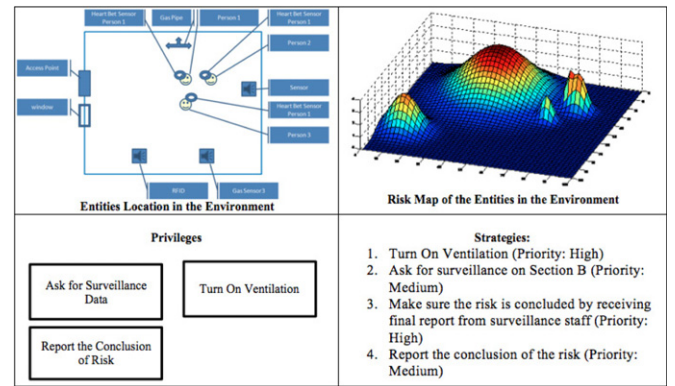 Heart Bet Sensor
Person 1
Gas Pipe
Person 1
Heart Bet Sensor
Person 1
Person 2
Access Point
Sensor
window
Heart Bet Sensor
Person 1
Person 3
RFID
Gas Sensor5
Entities Location in the Environment
Risk Map of the Entities in the Environment
Privileges
Ask for Surveillance
Data
Turn On Ventilation
Report the Conclusion
of Risk
Strategies:
1. Turn On Ventilation (Priority: High)
2. Ask for surveillance on Section B (Priority:
Medium)
3. Make sure the risk is concluded by receiving
final report from surveillance staff (Priority:
High)
4. Report the conclusion of the risk (Priority:
Medium)